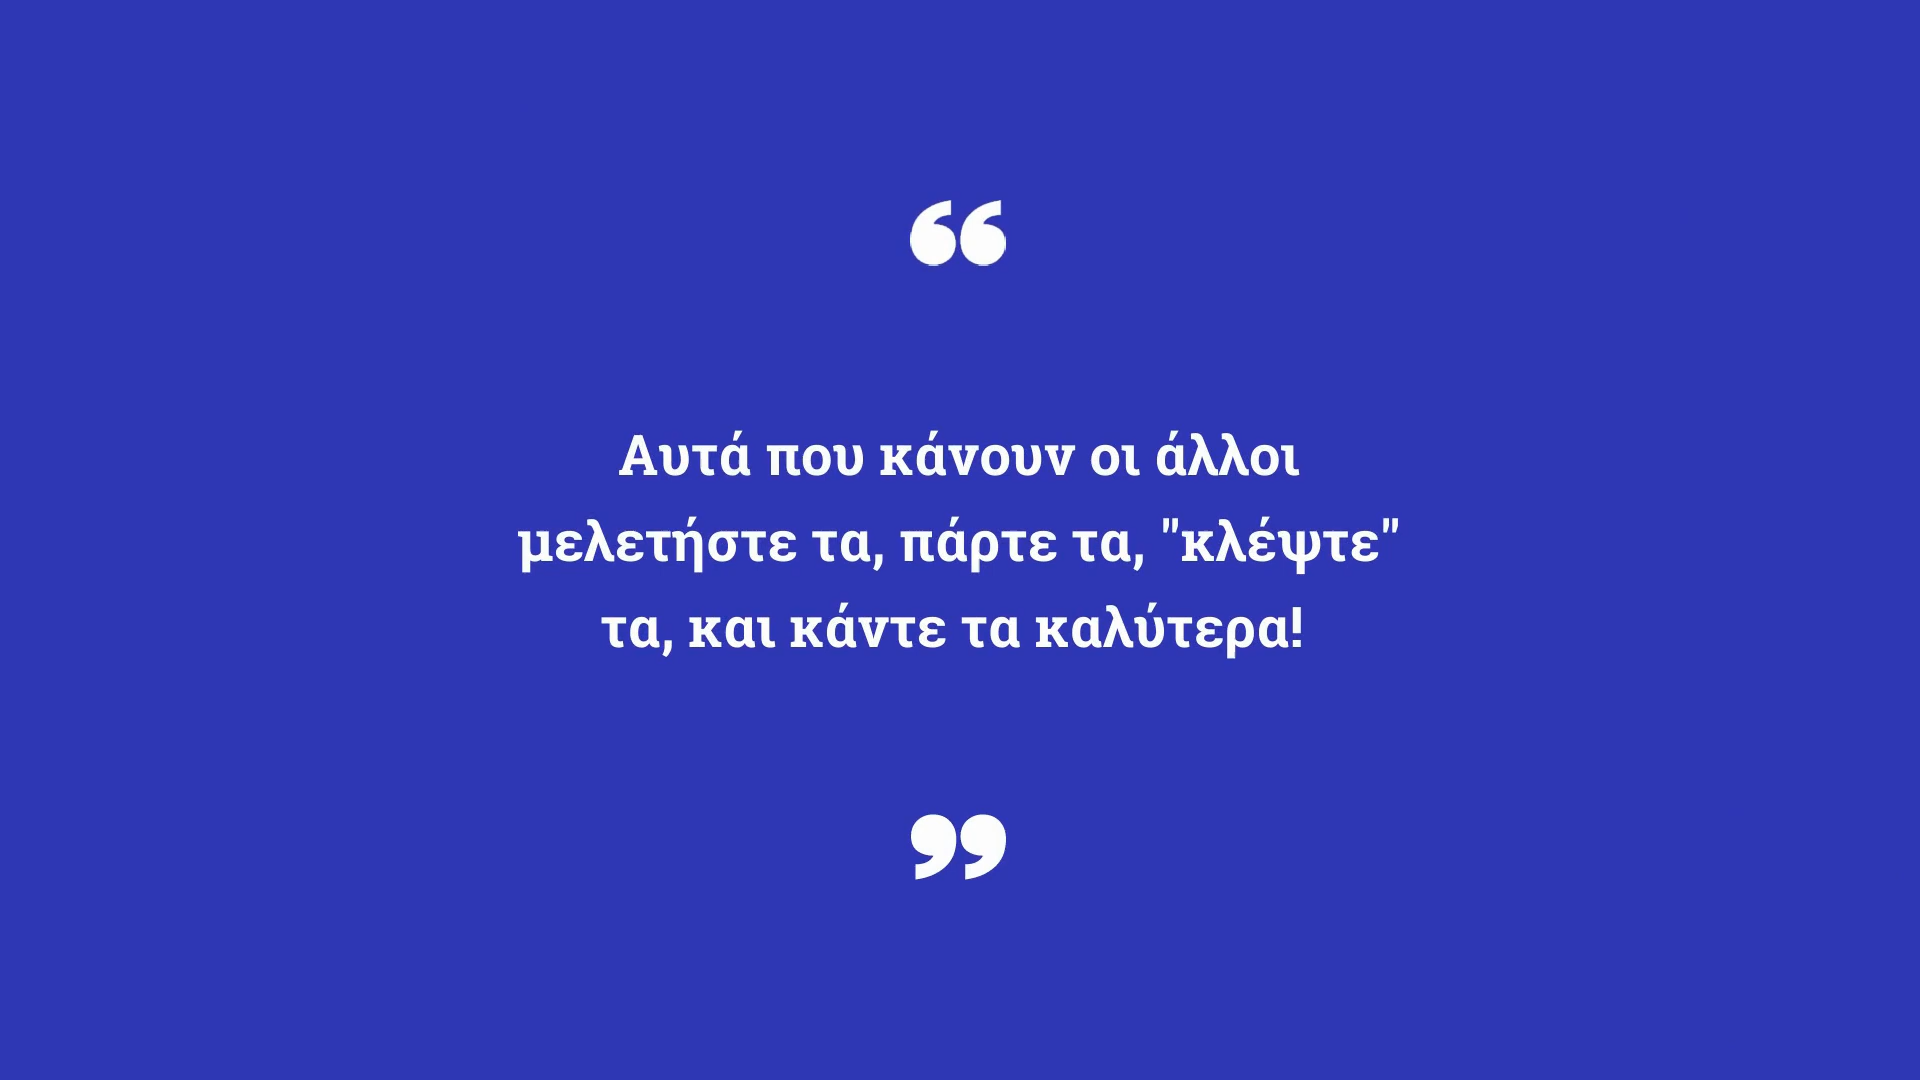 “
Αυτά που κάνουν οι άλλοι
μελετήστε τα, πάρτε τα, "κλέψτε"
τα, και κάντε τα καλύτερα!
”